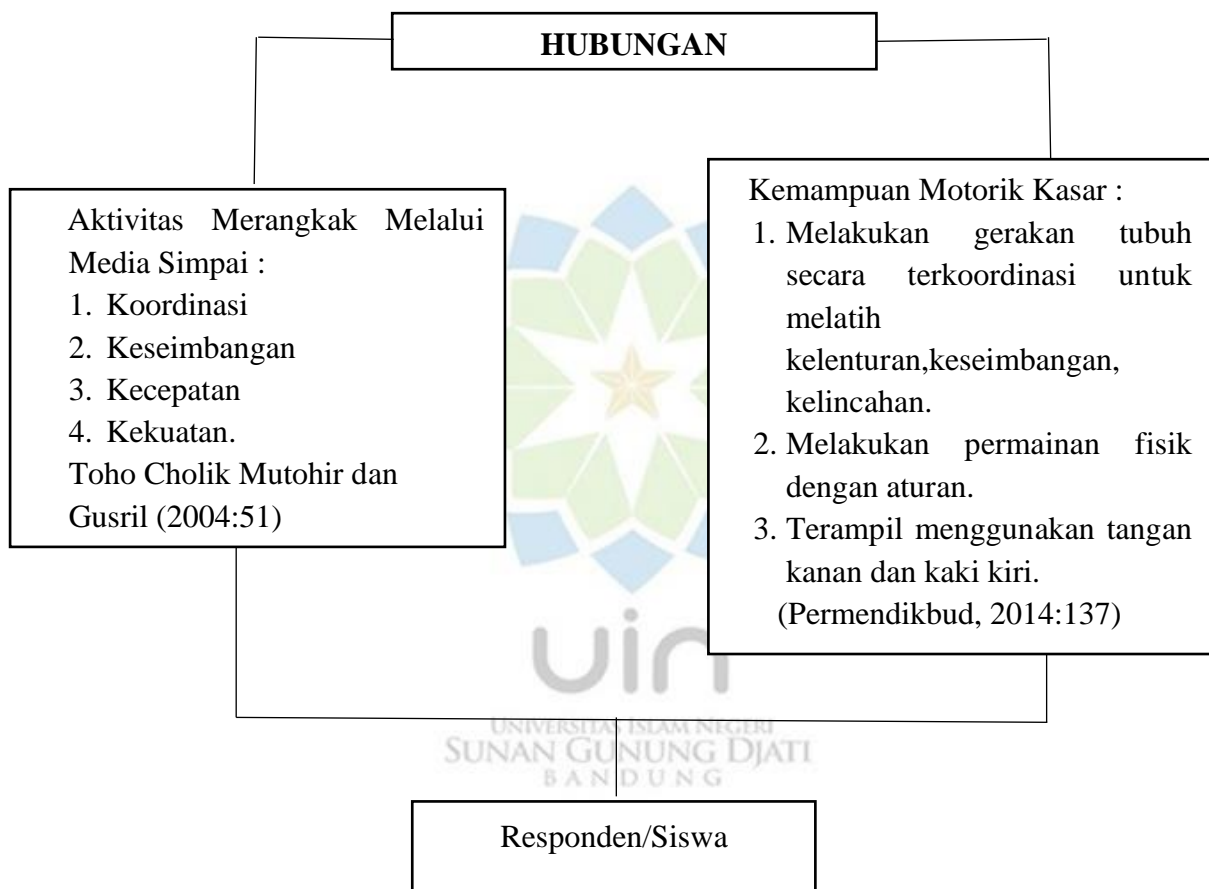 HUBUNGAN
Aktivitas Merangkak Melalui
Media Simpai :
1. Koordinasi
2. Keseimbangan
3. Kecepatan
4. Kekuatan.
Toho Cholik Mutohir dan
Gusril (2004:51)
Kemampuan Motorik Kasar :
1. Melakukan gerakan tubuh
secara terkoordinasi untuk
melatih
kelenturan,keseimbangan,
kelincahan.
2. Melakukan permainan fisik
dengan aturan.
3. Terampil menggunakan tangan
kanan dan kaki kiri.
(Permendikbud, 2014:137)
uin
UNIVERSITAS ISLAM NEGERI
SUNAN GUNUNG DJATI
BANDUNG
Responden/Siswa